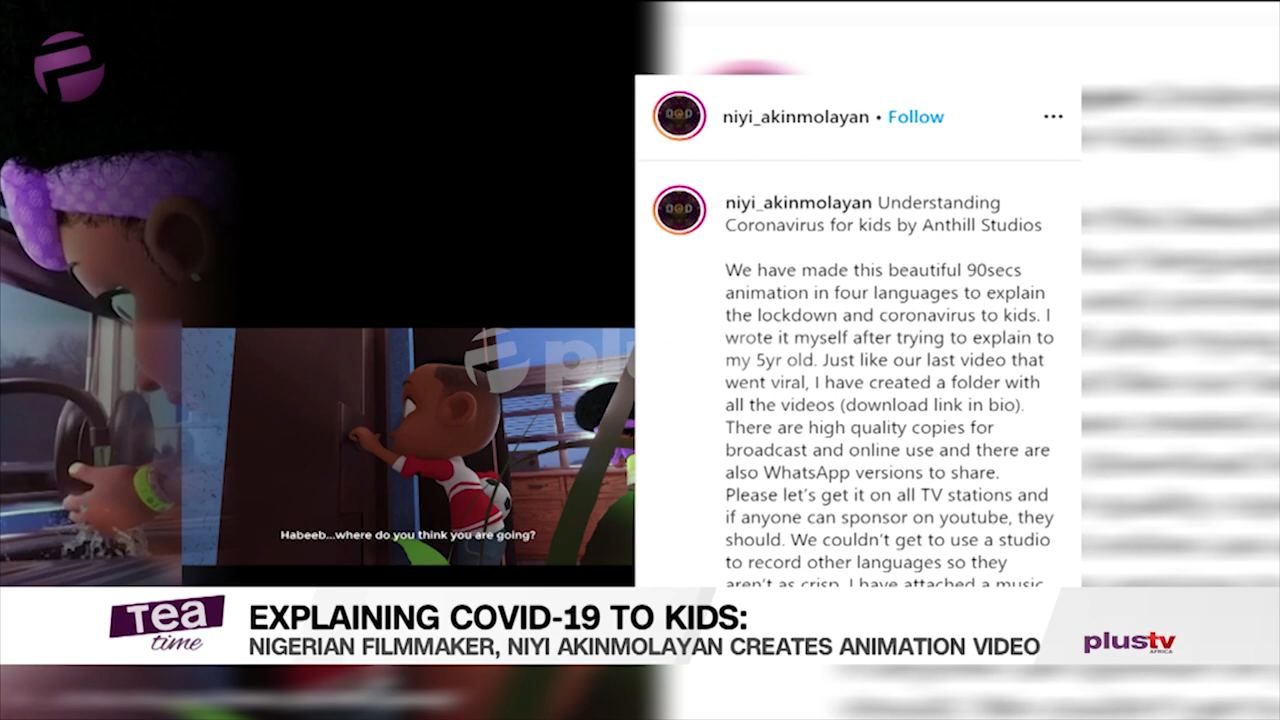 niyi_akinmolayan • Follow
niyi_akinmolayan Understanding
Coronavirus for kids by Anthill Studios
We have made this beautiful 90secs
animation in four languages to explain
the lockdown and coronavirus to kids. I
wrote it myself after trying to explain to
my 5yr old. Just like our last video that
went viral, I have created a folder with
all the videos (download link in bio).
There are high quality copies for
broadcast and online use and there are
also WhatsApp versions to share.
Please let's get it on all TV stations and
if anyone can sponsor on youtube, they
should. We couldn't get to use a studio
to record other languages so they
aren't as crisp. I have attached a music
plu
Habeeb...where do you think you are going?
Tea
time
EXPLAINING COVID-19 TO KIDS:
NIGERIAN FILMMAKER, NIYI AKINMOLAYAN CREATES ANIMATION VIDEO
plustv
AFRICA